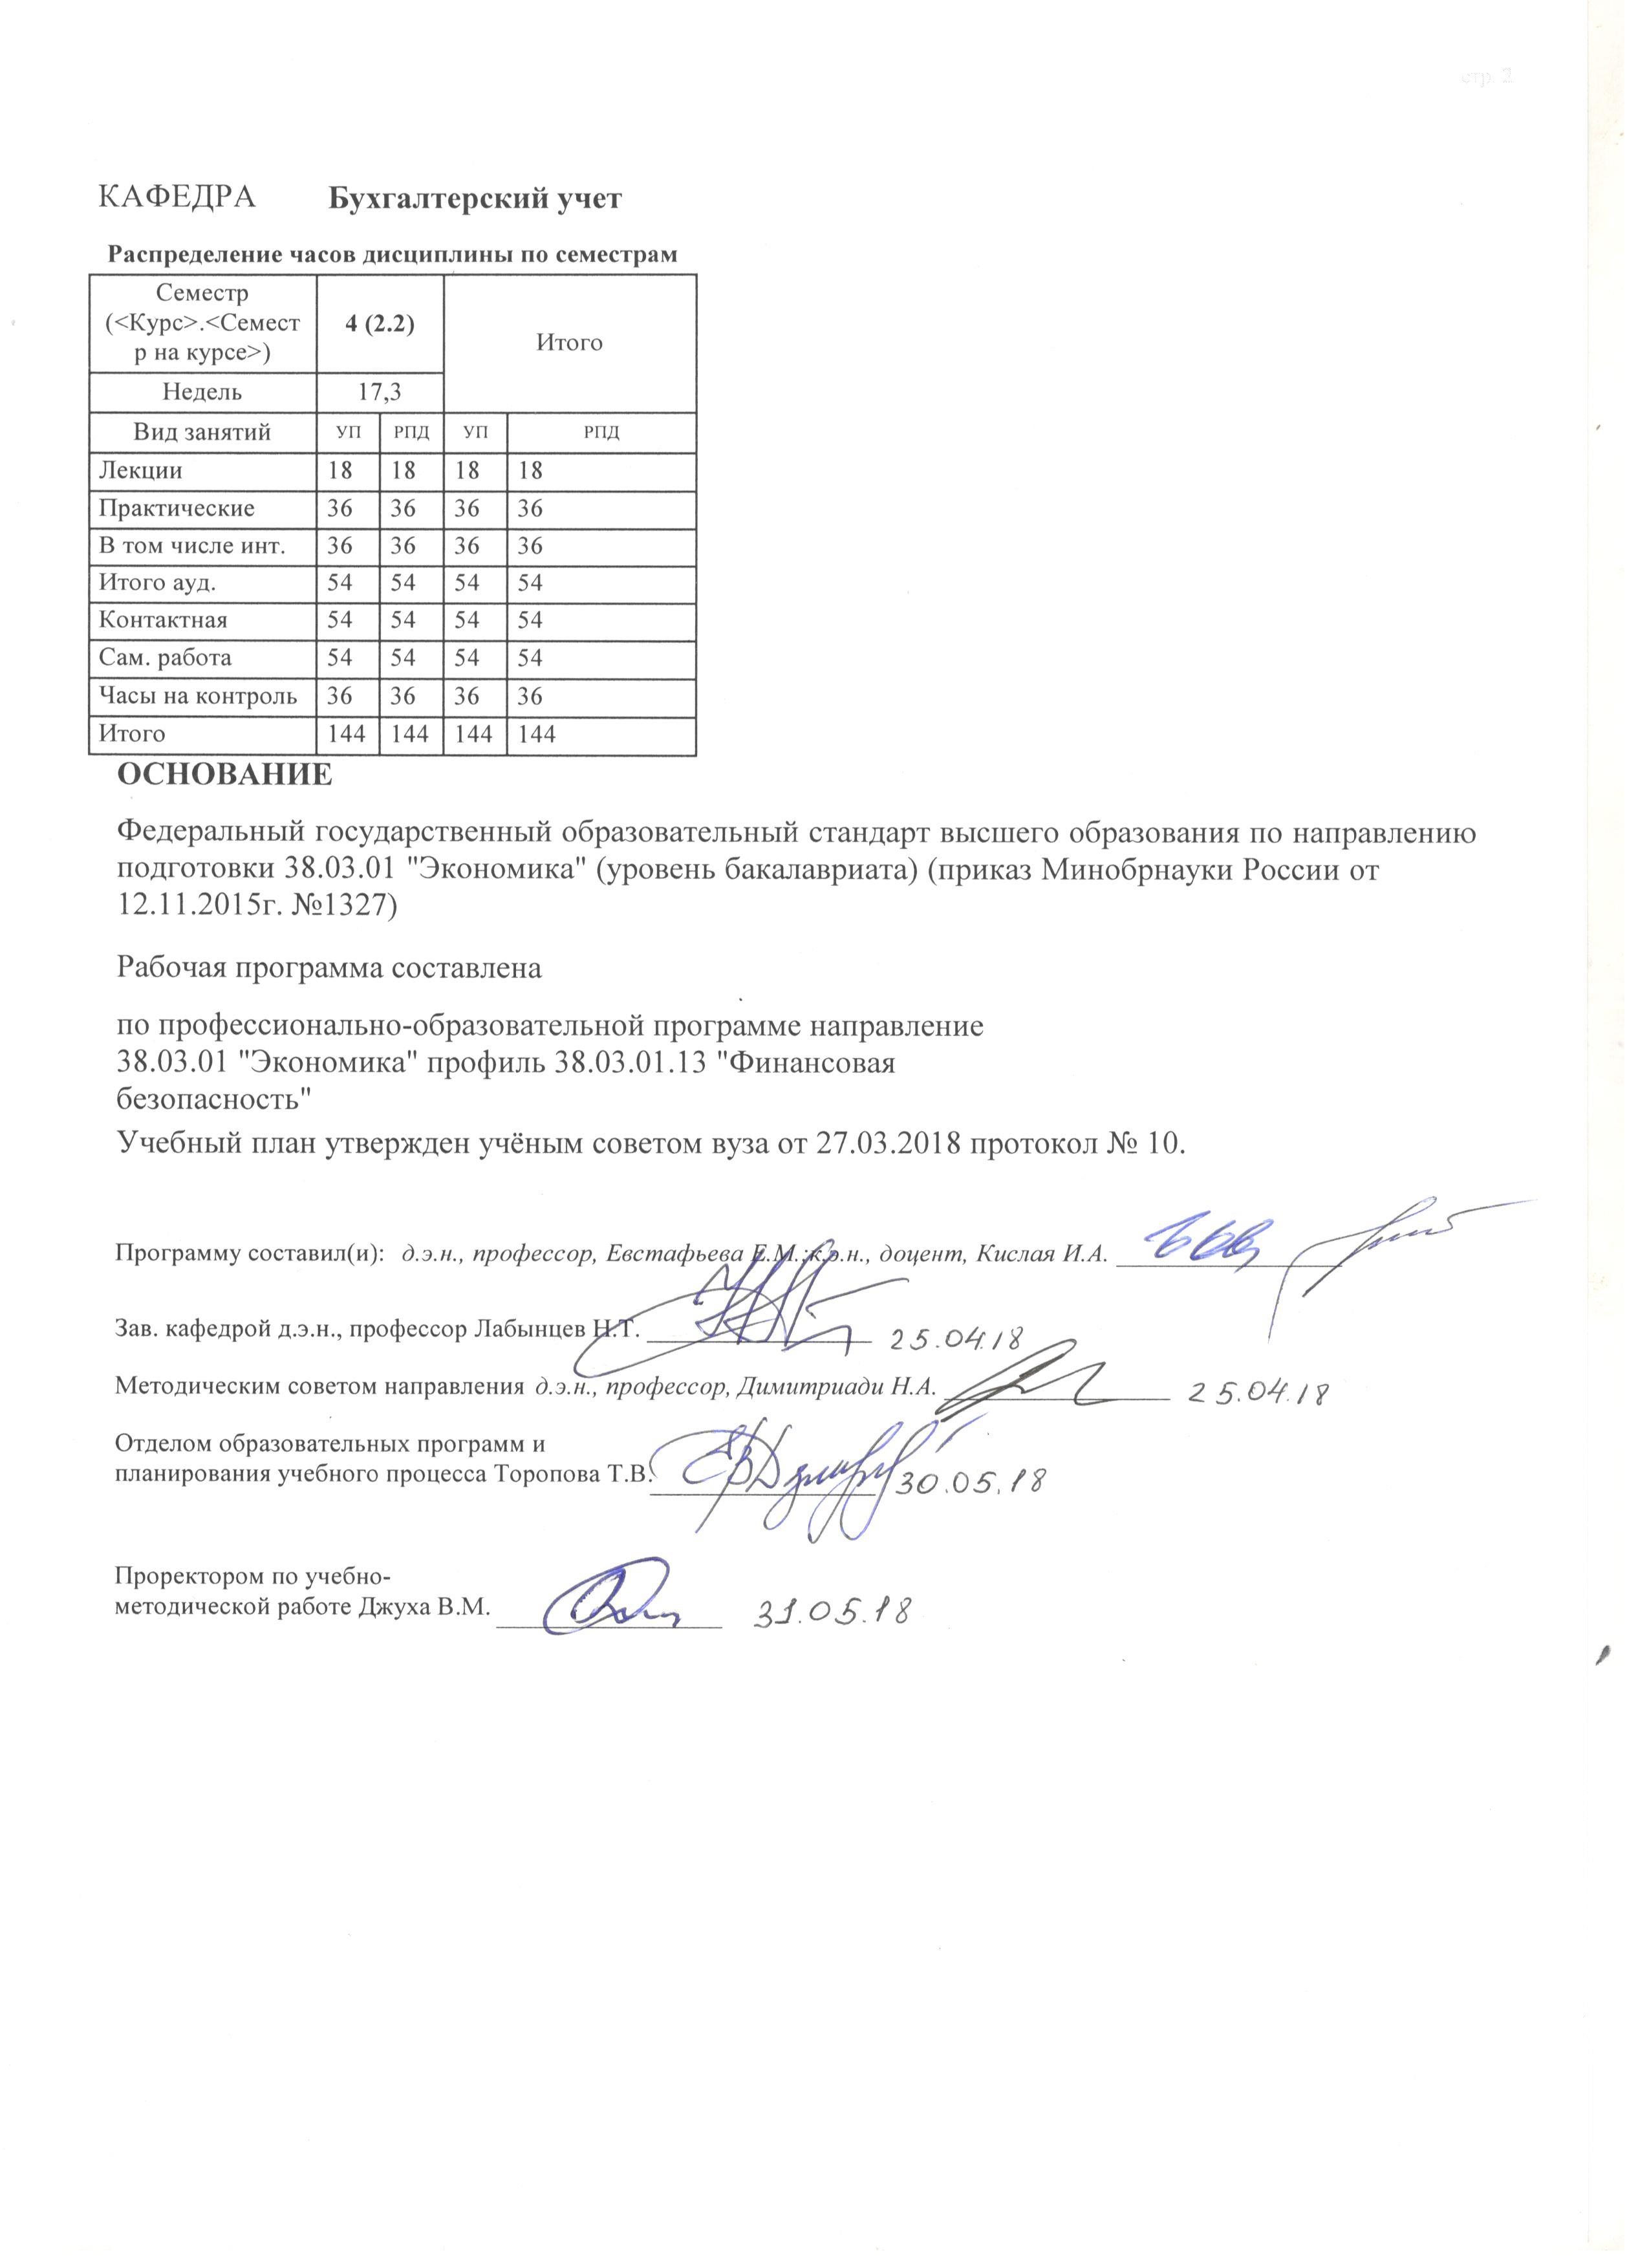 стр. 2
КАФЕДРА Бухгалтерский учет
Распределение часов дисциплины по семестрам
Семестр
(<Курс>.<Семест
р на курсе>)
4 (2.2)
Итого
Недель 17,3
Вид занятий УП РПД УП РПД
Лекции 18 18 18 18
Практические 36 36 36 36
В том числе инт. 36 36 36 36
Итого ауд. 54 54 54 54
Контактная 54 54 54 54
Сам. работа 54 54 54 54
Часы на контроль 36 36 36 36
Итого 144 144 144 144
ОСНОВАНИЕ
Федеральный государственный образовательный стандарт высшего образования по направлению
подготовки 38.03.01 "Экономика" (уровень бакалавриата) (приказ Минобрнауки России от
12.11.2015г. №1327)
Рабочая программа составлена
по профессионально-образовательной программе направление
38.03.01 "Экономика" профиль 38.03.01.13 "Финансовая
безопасность"
Учебный план утвержден учёным советом вуза от 27.03.2018 протокол № 10.
Программу составил(и): д.э.н., профессор, Евстафьева Е.М.;к.э.н., доцент, Кислая И.А.
Зав. кафедрой д.э.н., профессор Лабынцев Н.Т. 25.04.18
Методическим советом направления д.э.н., профессор, Димитриади Н.А. 25.04.18
Отделом образовательных программ и
планирования учебного процесса Торопова Т.В. 30.05.18
Проректором по учебно-
методической работе Джуха В.М. 31.05.18